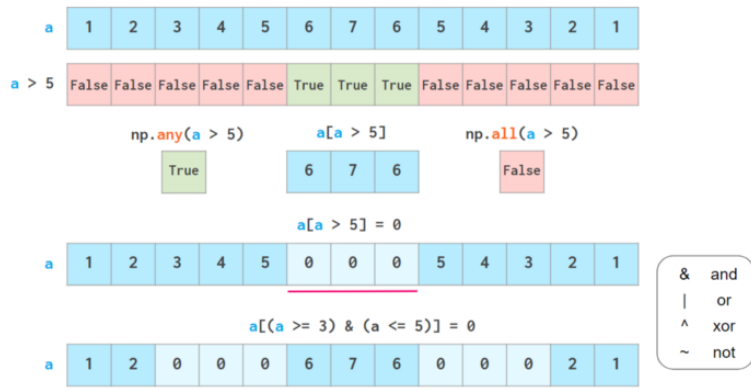 a 1 2 3 4 5 6 7 6 5 4 3 2 1
a > 5 False False False False False True True True False False False False False
np.any(a > 5) a[a > 5] np.all(a > 5)
True 6 7 6 False
a[a > 5] = 0
a 1 2 3 4 5 0 0 0 5 4 3 2 1
& and
| or
^ xor
~ not
a[(a >= 3) & (a <= 5)] = 0
a 1 2 0 0 0 6 7 6 0 0 0 2 1